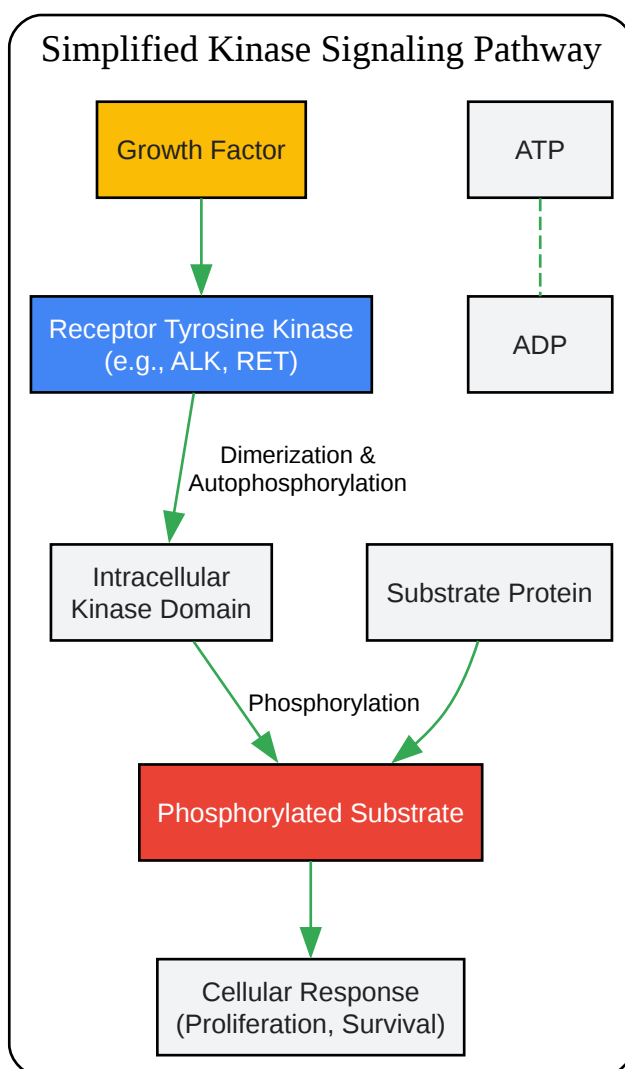 Simplified Kinase Signaling Pathway
Growth Factor
ATP
Receptor Tyrosine Kinase
(e.g., ALK, RET)
ADP
Dimerization &
Autophosphorylation
Intracellular
Kinase Domain
Substrate Protein
Phosphorylation
Phosphorylated Substrate
Cellular Response
(Proliferation, Survival)